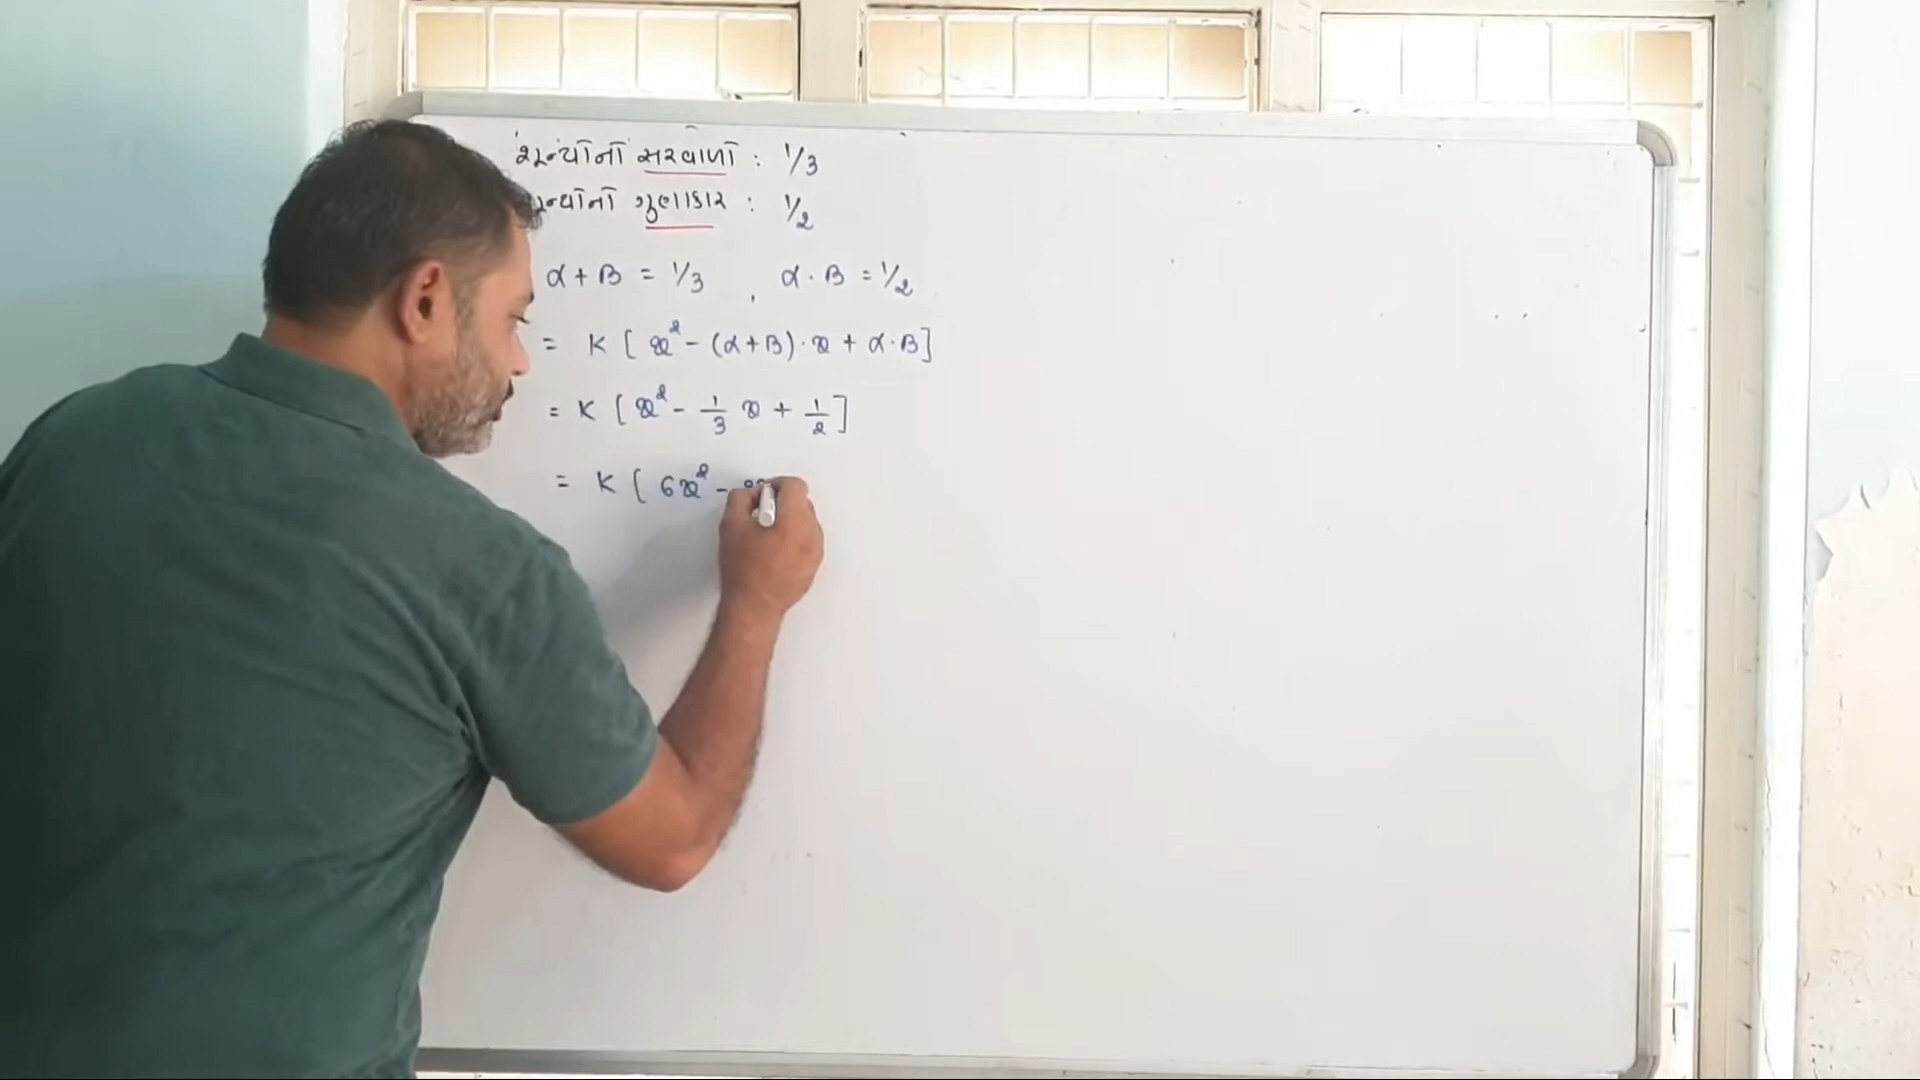 શૂન્યોનો સરવાળો : 1/3
શૂન્યોનો ગુણાકાર : 1/2
α + β = 1/3 , α · β = 1/2
= K [ x² - (α + β) · x + α · β ]
= K [ x² - 1/3 x + 1/2 ]
= K [ 6x² -